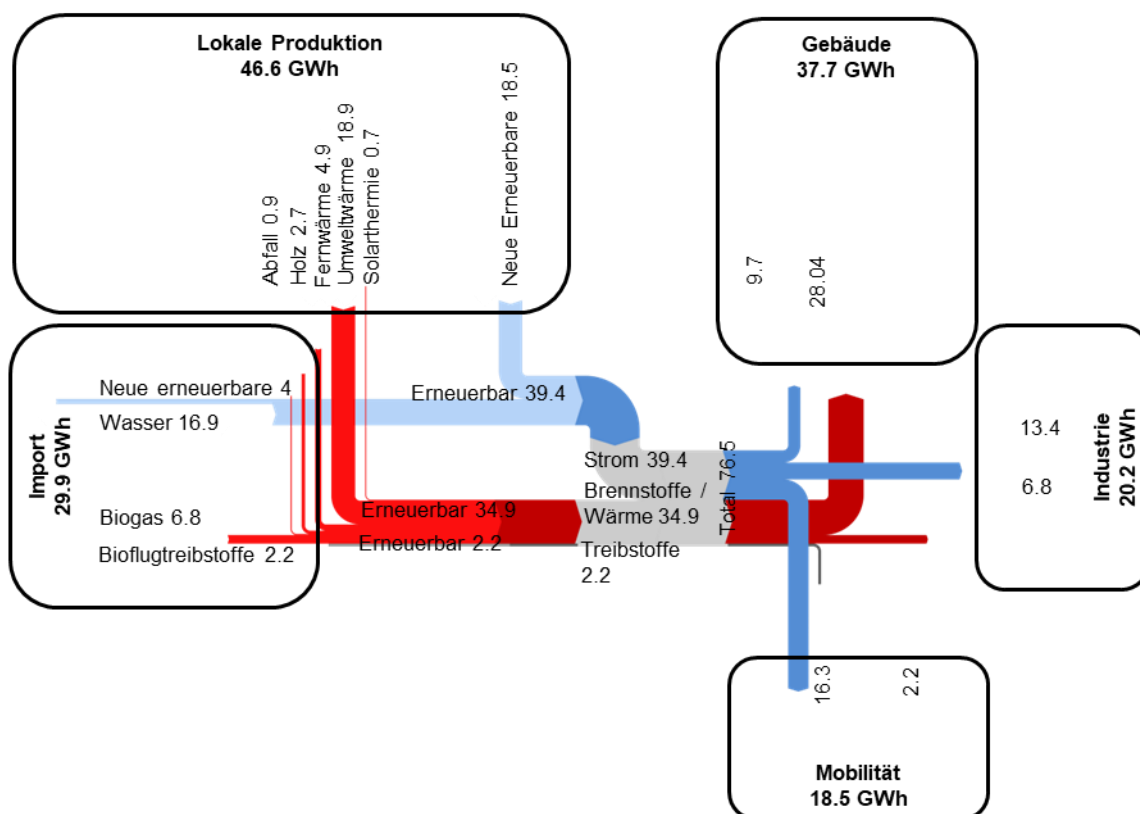 Lokale Produktion
46.6 GWh
Abfall 0.9
Holz 2.7
Fernwärme 4.9
Umweltwärme 18.9
Solarthermie 0.7
Neue Erneuerbare 18.5
Gebäude
37.7 GWh
9.7
28.04
Import
29.9 GWh
Neue erneuerbare 4
Wasser 16.9
Biogas 6.8
Bioflugtreibstoffe 2.2
Erneuerbar 39.4
Erneuerbar 34.9
Erneuerbar 2.2
Strom 39.4
Brennstoffe /
Wärme 34.9
Treibstoffe
2.2
Total 76.5
13.4
6.8
Industrie
20.2 GWh
16.3
2.2
Mobilität
18.5 GWh